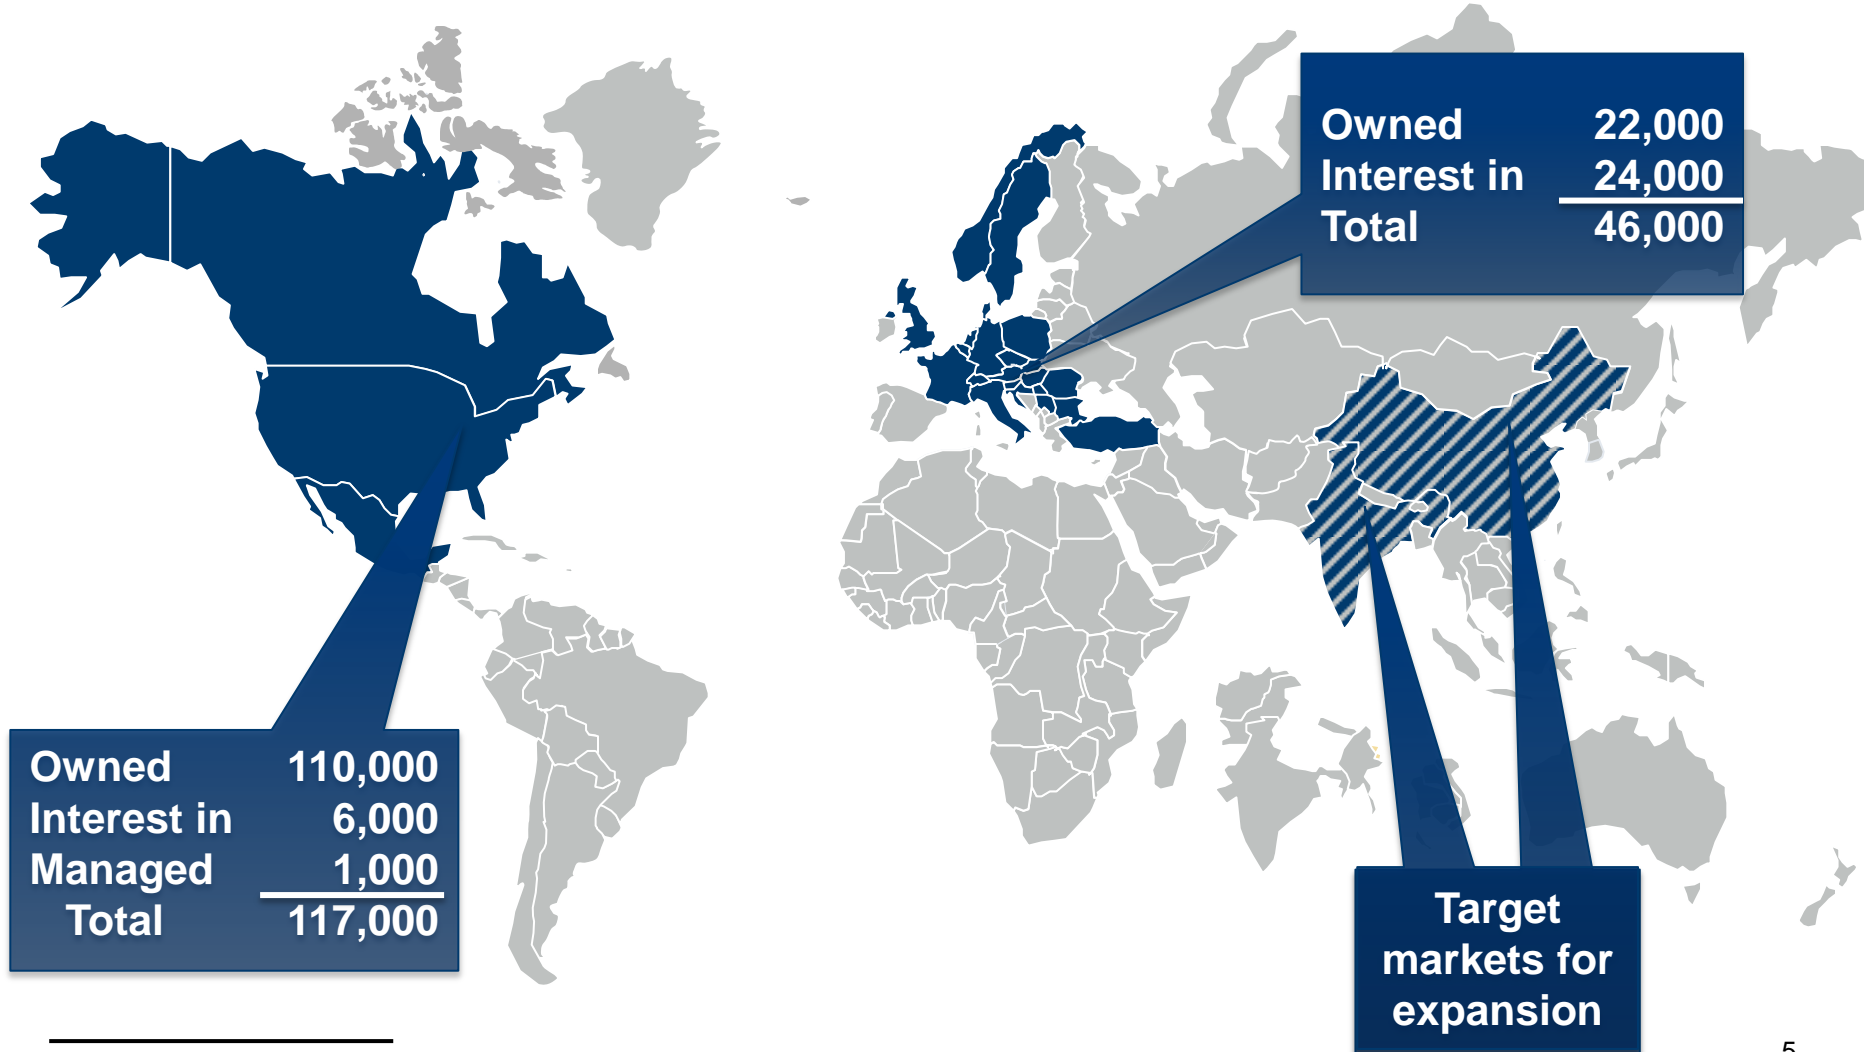 Owned 22,000
Interest in 24,000
Total 46,000
Owned 110,000
Interest in 6,000
Managed 1,000
Total 117,000
Target
markets for
expansion
5